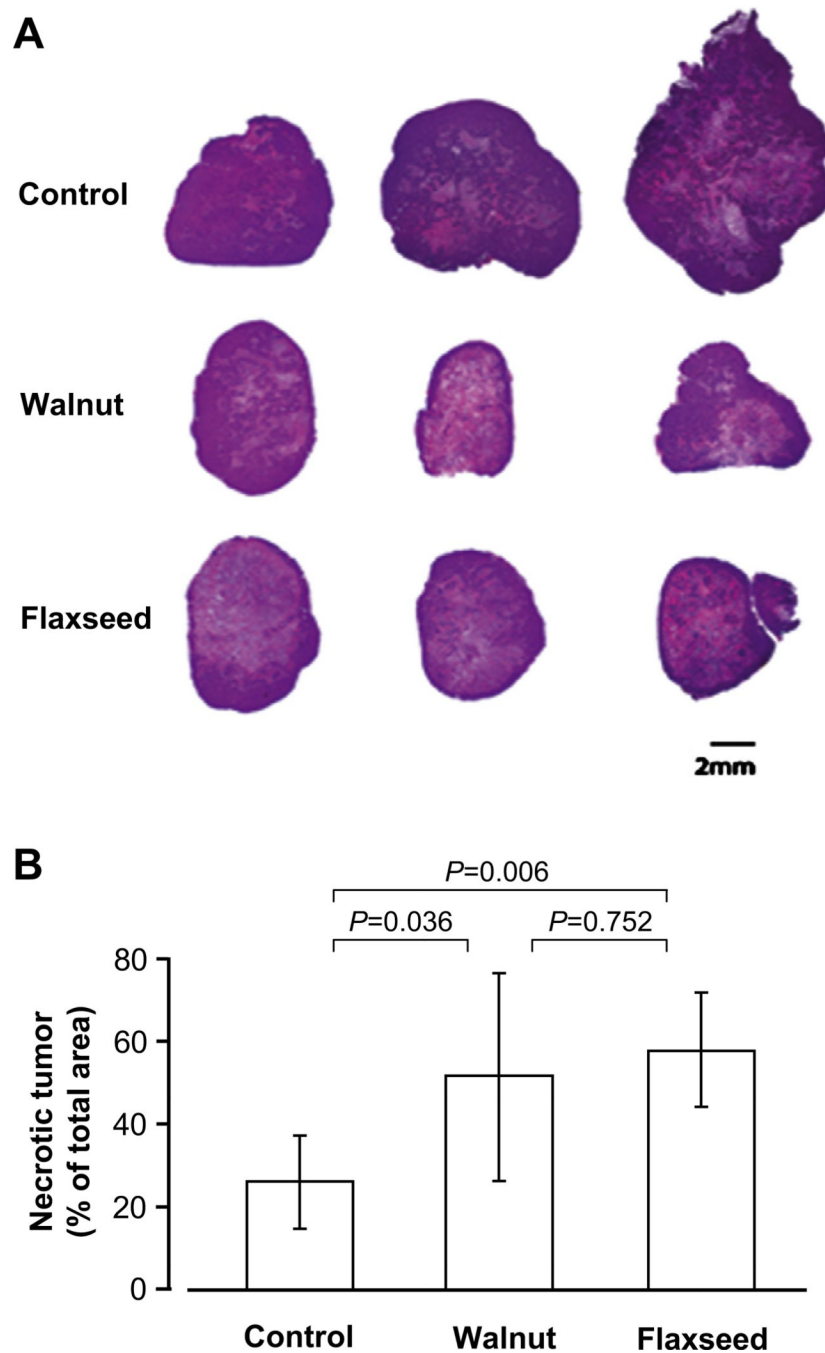 A
Control
Walnut
Flaxseed
2mm
B
P=0.006
P=0.036
P=0.752
80
60
40
20
0
Necrotic tumor
(% of total area)
Control
Walnut
Flaxseed